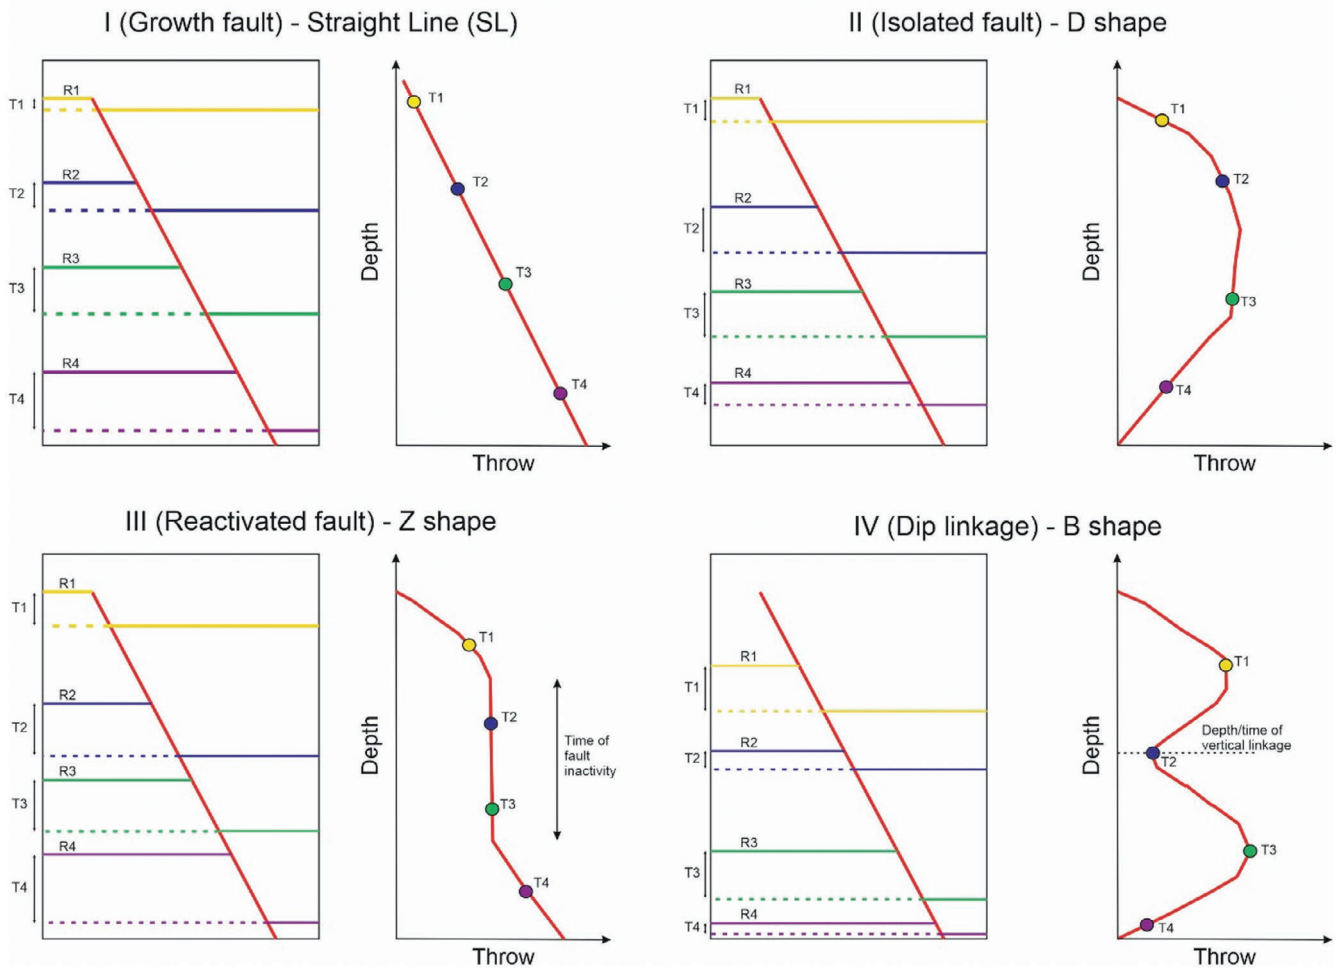 I (Growth fault) - Straight Line (SL)
R1
T1
R2
T2
R3
T3
R4
T4
T1
T2
T3
T4
Depth
Throw
II (Isolated fault) - D shape
R1
T1
R2
T2
R3
T3
R4
T4
T1
T2
T3
T4
Depth
Throw
III (Reactivated fault) - Z shape
R1
T1
R2
T2
R3
T3
R4
T4
T1
T2
T3
T4
Time of
fault
inactivity
Depth
Throw
IV (Dip linkage) - B shape
R1
T1
R2
T2
R3
T3
R4
T4
T1
Depth/time of
vertical linkage
T2
T3
T4
Depth
Throw